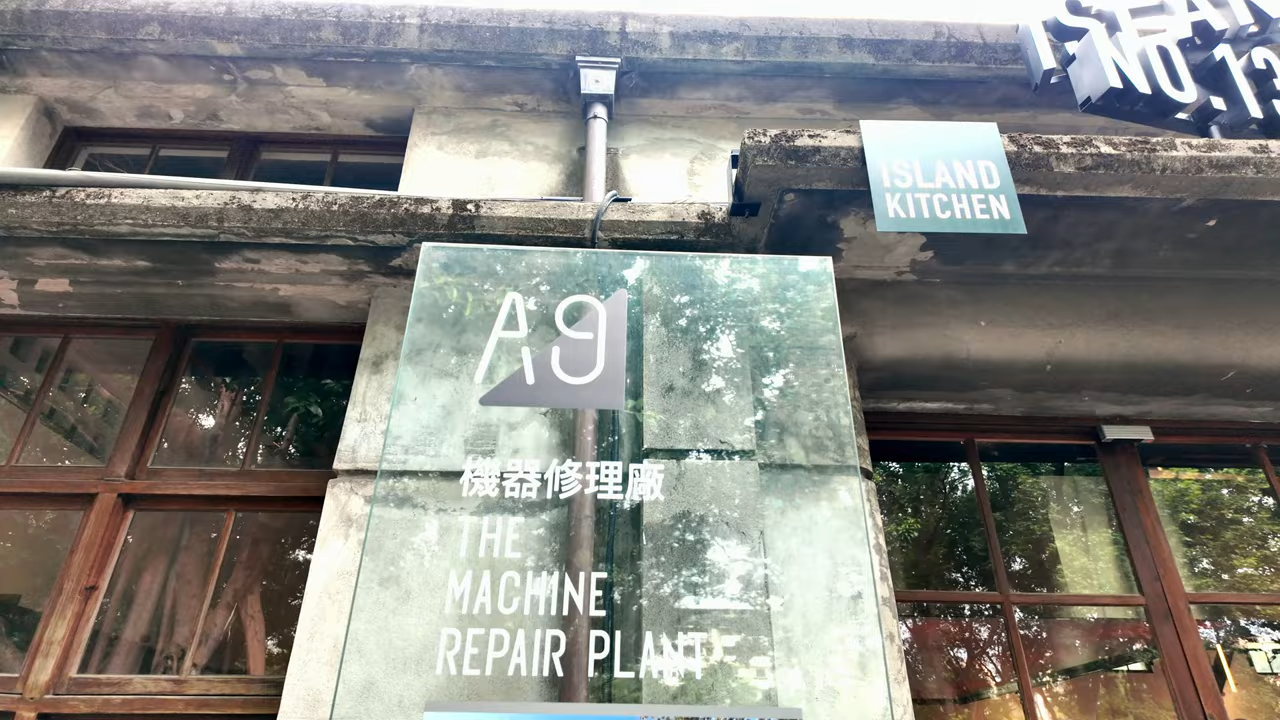 NO.13
ISLAND
KITCHEN
A9
機器修理廠
THE
MACHINE
REPAIR PLANT